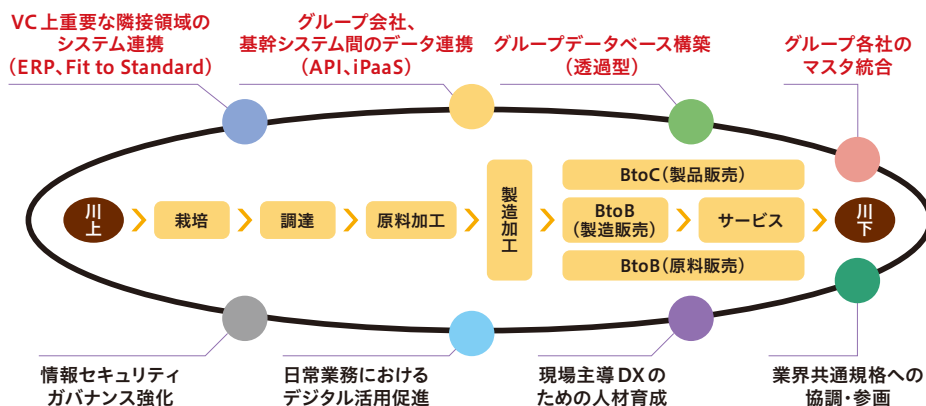 VC上重要な隣接領域の
システム連携
(ERP、Fit to Standard)
グループ会社、
基幹システム間のデータ連携
(API、iPaaS)
グループデータベース構築
(透過型)
グループ各社の
マスタ統合
川上
栽培
調達
原料加工
製造加工
BtoC(製品販売)
BtoB
(製造販売)
サービス
BtoB(原料販売)
川下
情報セキュリティ
ガバナンス強化
日常業務における
デジタル活用促進
現場主導DXの
ための人材育成
業界共通規格への
協調・参画